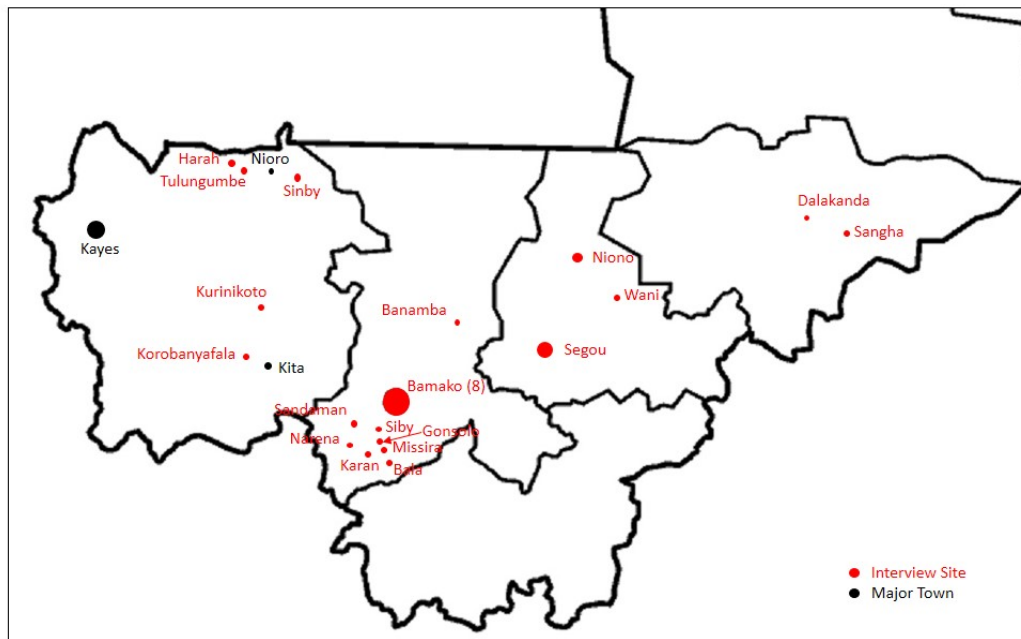 Harah
Nioro
Tulungumbe
Sinby
Kayes
Dalakanda
Sangha
Niono
Wani
Kurinikoto
Banamba
Korobanyafala
Kita
Segou
Bamako (8)
Sandaman
Siby
Gonsolo
Narena
Missira
Karan
Bala
Interview Site
Major Town